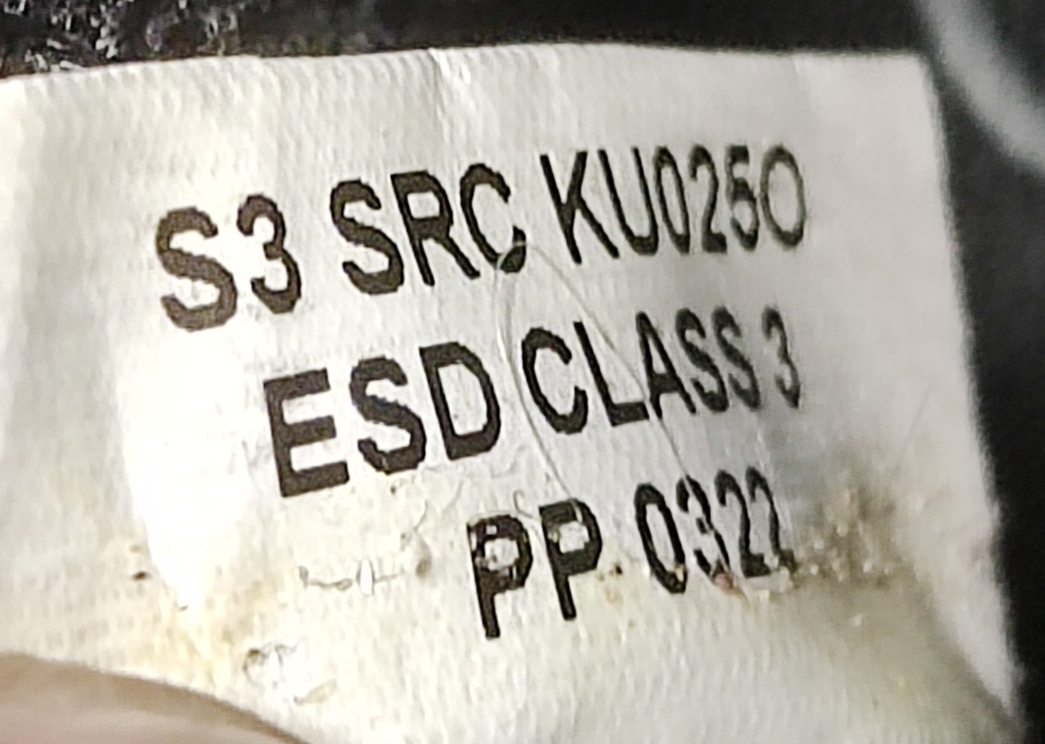 S3 SRC KU025O
ESD CLASS 3
PP 0322